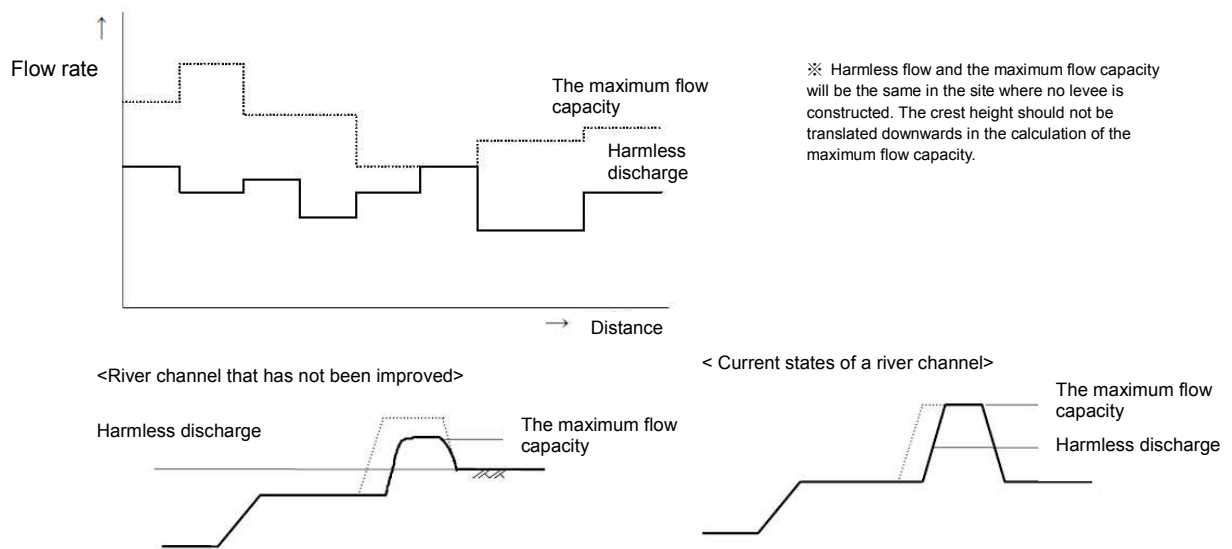 ↑
Flow rate
The maximum flow
capacity
Harmless
discharge
→ Distance
※ Harmless flow and the maximum flow capacity
will be the same in the site where no levee is
constructed. The crest height should not be
translated downwards in the calculation of the
maximum flow capacity.
<River channel that has not been improved>
Harmless discharge
The maximum flow
capacity
< Current states of a river channel>
The maximum flow
capacity
Harmless discharge